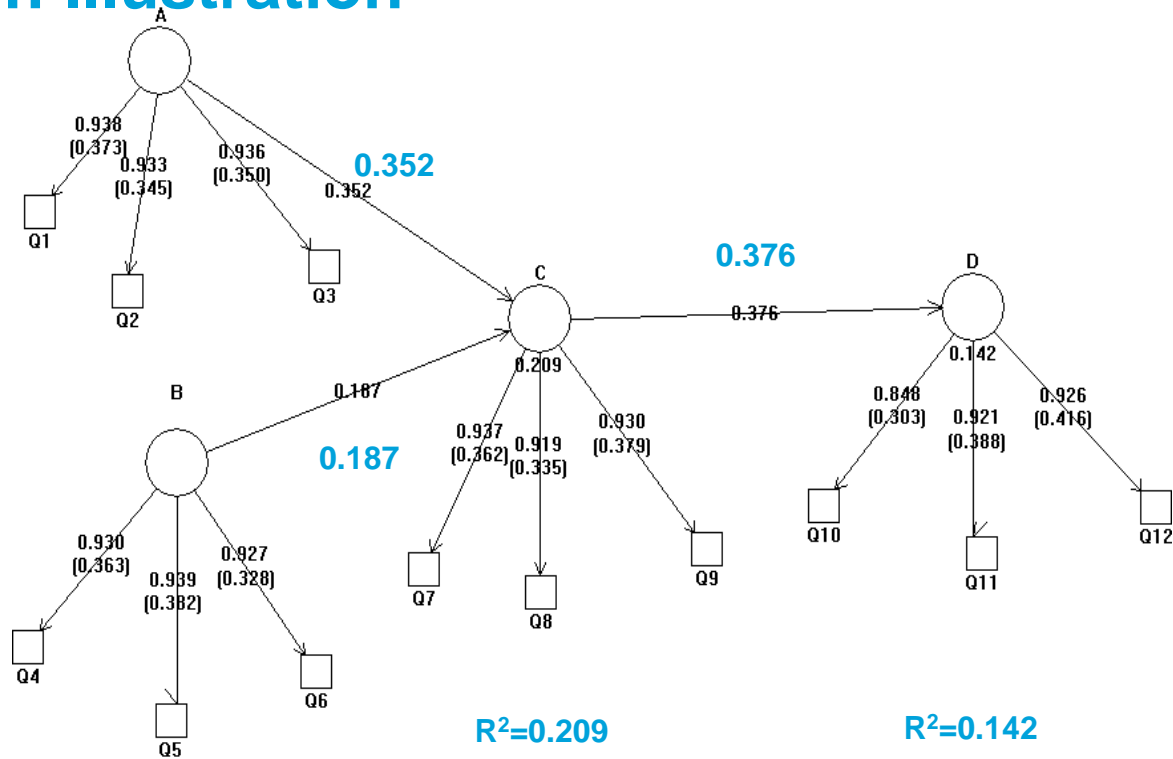 n Illustration
A
0.938
(0.373)
0.933
(0.345)
0.936
(0.350)
0.352
0.352
Q1
Q2
Q3
0.376
C
D
0.376
0.209
0.142
B
0.187
0.187
0.937
(0.362)
0.919
(0.335)
0.930
(0.379)
0.848
(0.303)
0.921
(0.388)
0.926
(0.416)
Q10
Q11
Q12
0.930
(0.363)
0.939
(0.382)
0.927
(0.328)
Q7
Q8
Q9
Q4
Q5
Q6
R²=0.209
R²=0.142